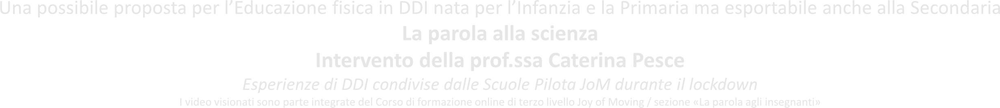 Una possibile proposta per l’Educazione fisica in DDI nata per l’Infanzia e la Primaria ma esportabile anche alla Secondaria
La parola alla scienza
Intervento della prof.ssa Caterina Pesce
Esperienze di DDI condivise dalle Scuole Pilota JoM durante il lockdown
I video visionati sono parte integrate del Corso di formazione online di terzo livello Joy of Moving / sezione «La parola agli insegnanti»